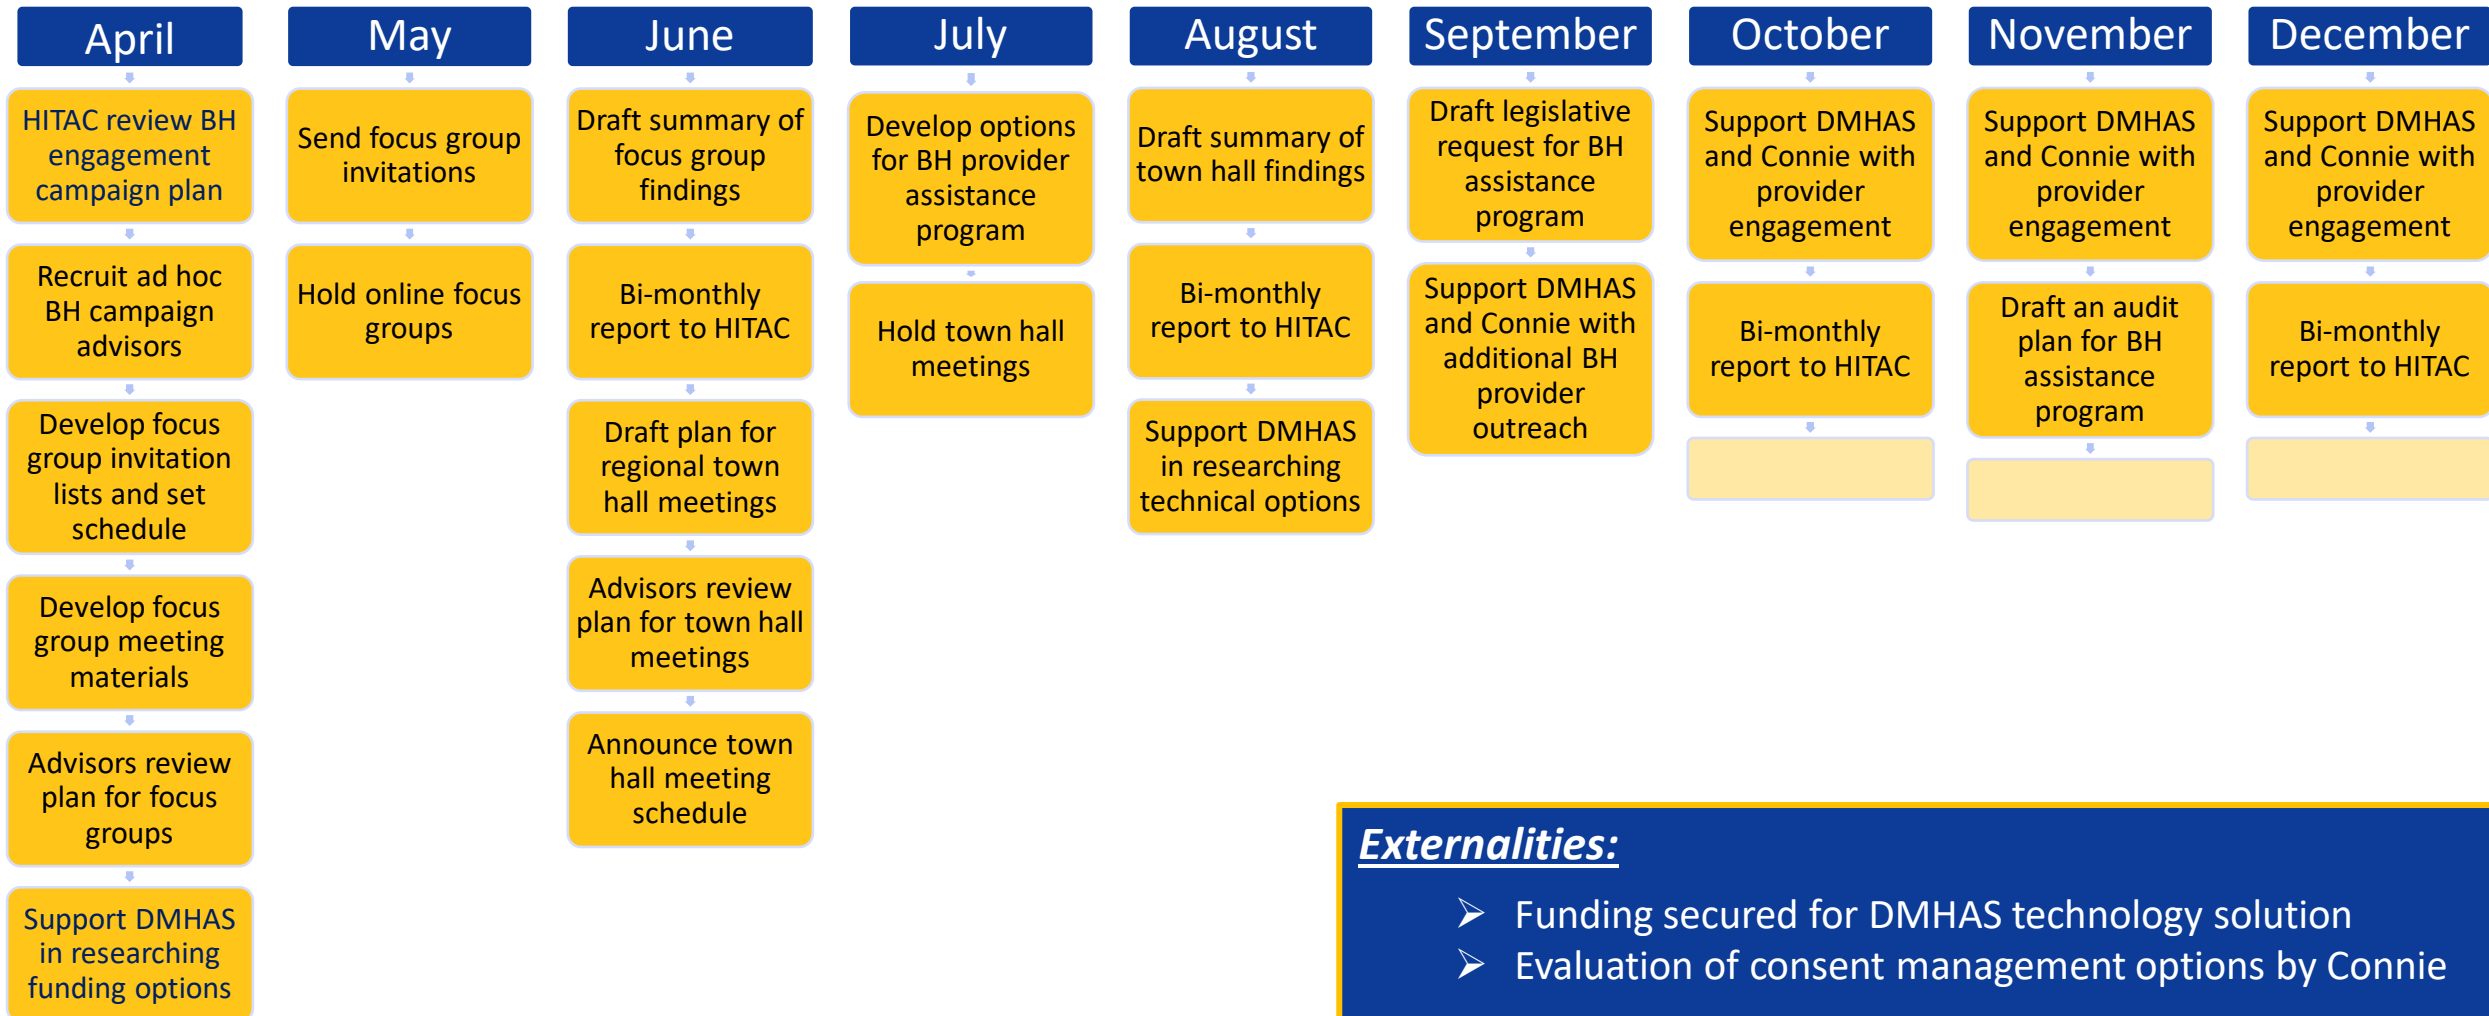 April
HITAC review BH
engagement
campaign plan
Recruit ad hoc
BH campaign
advisors
Develop focus
group invitation
lists and set
schedule
Develop focus
group meeting
materials
Advisors review
plan for focus
groups
Support DMHAS
in researching
funding options
May
Send focus group
invitations
Hold online focus
groups
June
Draft summary of
focus group
findings
Bi-monthly
report to HITAC
Draft plan for
regional town
hall meetings
Advisors review
plan for town hall
meetings
Announce town
hall meeting
schedule
July
Develop options
for BH provider
assistance
program
Hold town hall
meetings
August
Draft summary of
town hall findings
Bi-monthly
report to HITAC
Support DMHAS
in researching
technical options
September
Draft legislative
request for BH
assistance
program
Support DMHAS
and Connie with
additional BH
provider
outreach
October
Support DMHAS
and Connie with
provider
engagement
Bi-monthly
report to HITAC
November
Support DMHAS
and Connie with
provider
engagement
Draft an audit
plan for BH
assistance
program
December
Support DMHAS
and Connie with
provider
engagement
Bi-monthly
report to HITAC
Externalities:
➢ Funding secured for DMHAS technology solution
➢ Evaluation of consent management options by Connie